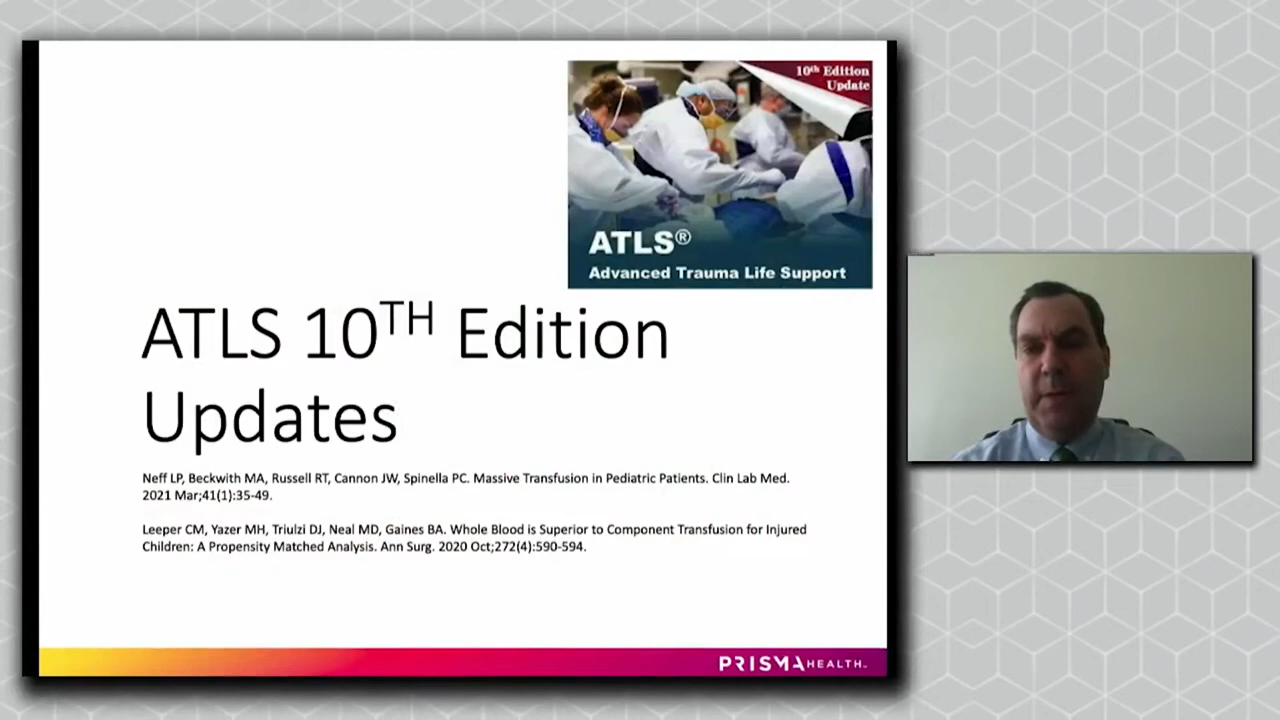 10th Edition
Update
ATLS®
Advanced Trauma Life Support
ATLS 10TH Edition
Updates
Neff LP, Beckwith MA, Russell RT, Cannon JW, Spinella PC. Massive Transfusion in Pediatric Patients. Clin Lab Med.
2021 Mar;41(1):35-49.
Leeper CM, Yazer MH, Triulzi DJ, Neal MD, Gaines BA. Whole Blood is Superior to Component Transfusion for Injured
Children: A Propensity Matched Analysis. Ann Surg. 2020 Oct;272(4):590-594.
PRISMA HEALTH